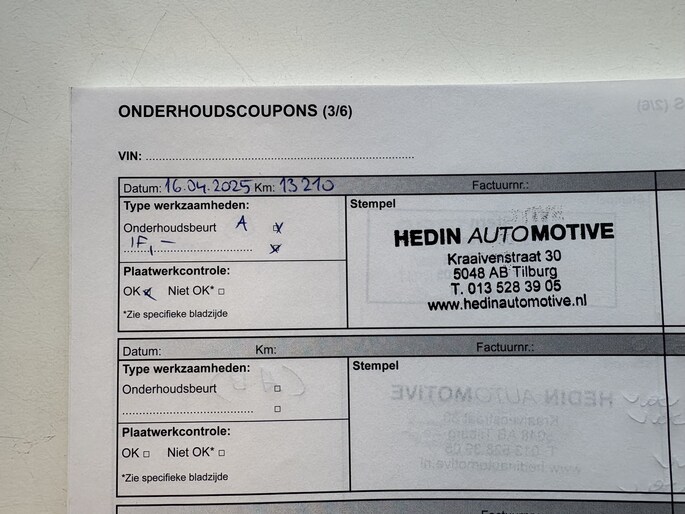 ONDERHOUDSCOUPONS (3/6)
VIN:
Datum: 16.04.2025 Km: 13210 Factuurnr.:
Type werkzaamheden:
Onderhoudsbeurt A
1F,-
Plaatwerkcontrole:
OK Niet OK*
*Zie specifieke bladzijde
Stempel
HEDIN AUTOMOTIVE
Kraaivenstraat 30
5048 AB Tilburg
T. 013 528 39 05
www.hedinautomotive.nl
Datum: Km: Factuurnr.:
Type werkzaamheden:
Onderhoudsbeurt
Plaatwerkcontrole:
OK Niet OK*
*Zie specifieke bladzijde
Stempel
Factuurnr.: